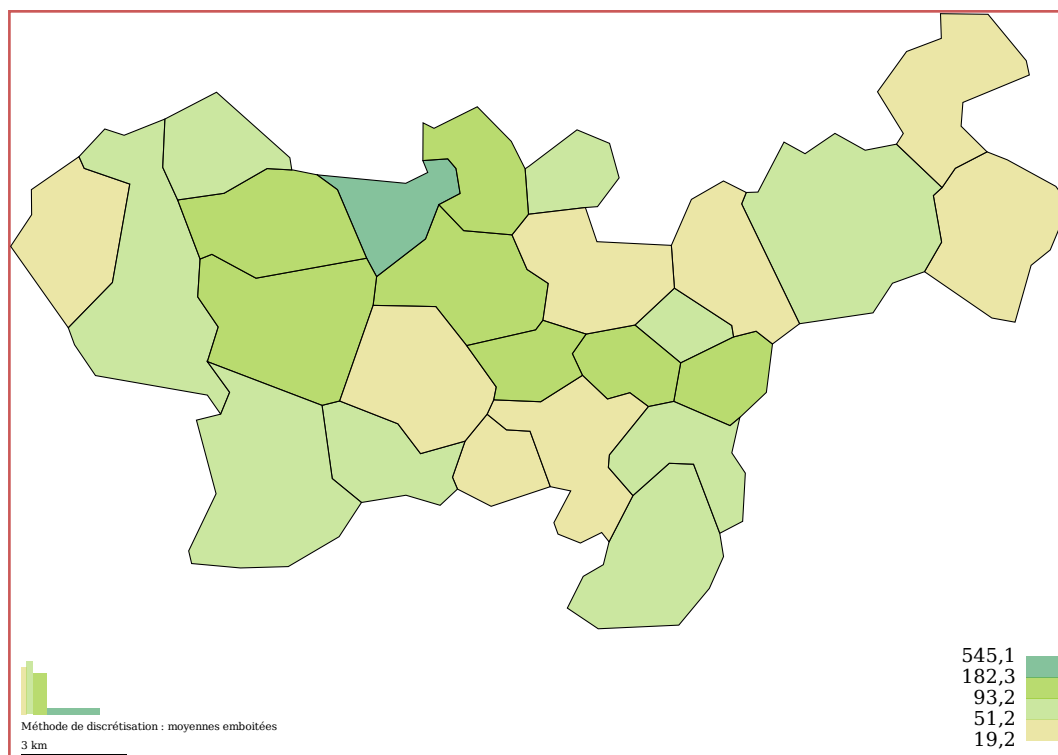 545,1
182,3
93,2
51,2
19,2
Méthode de discrétisation : moyennes emboitées
3 km